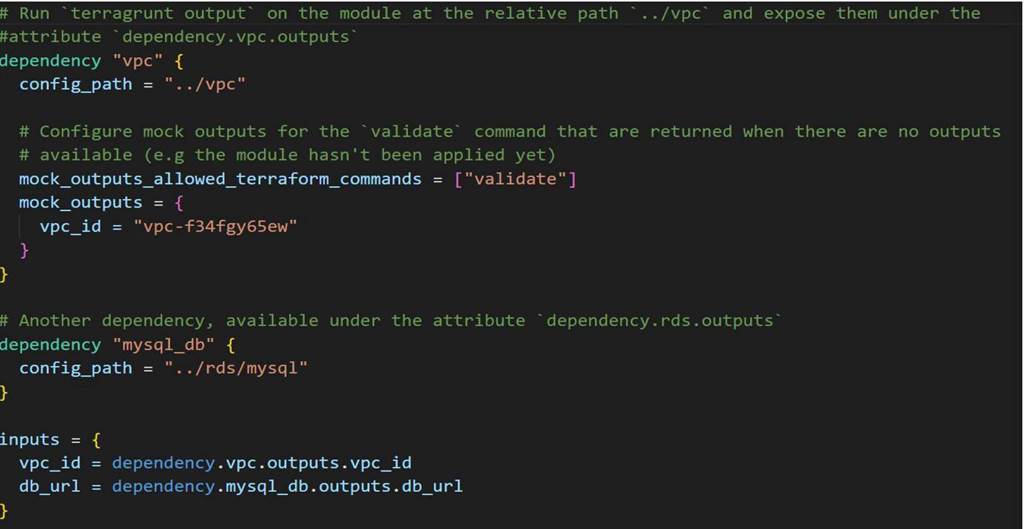 # Run `terragrunt output` on the module at the relative path `../vpc` and expose them under the
#attribute `dependency.vpc.outputs`
dependency "vpc" {
  config_path = "../vpc"

  # Configure mock outputs for the `validate` command that are returned when there are no outputs
  # available (e.g the module hasn't been applied yet)
  mock_outputs_allowed_terraform_commands = ["validate"]
  mock_outputs = {
    vpc_id = "vpc-f34fgy65ew"
  }
}

# Another dependency, available under the attribute `dependency.rds.outputs`
dependency "mysql_db" {
  config_path = "../rds/mysql"
}

inputs = {
  vpc_id = dependency.vpc.outputs.vpc_id
  db_url = dependency.mysql_db.outputs.db_url
}